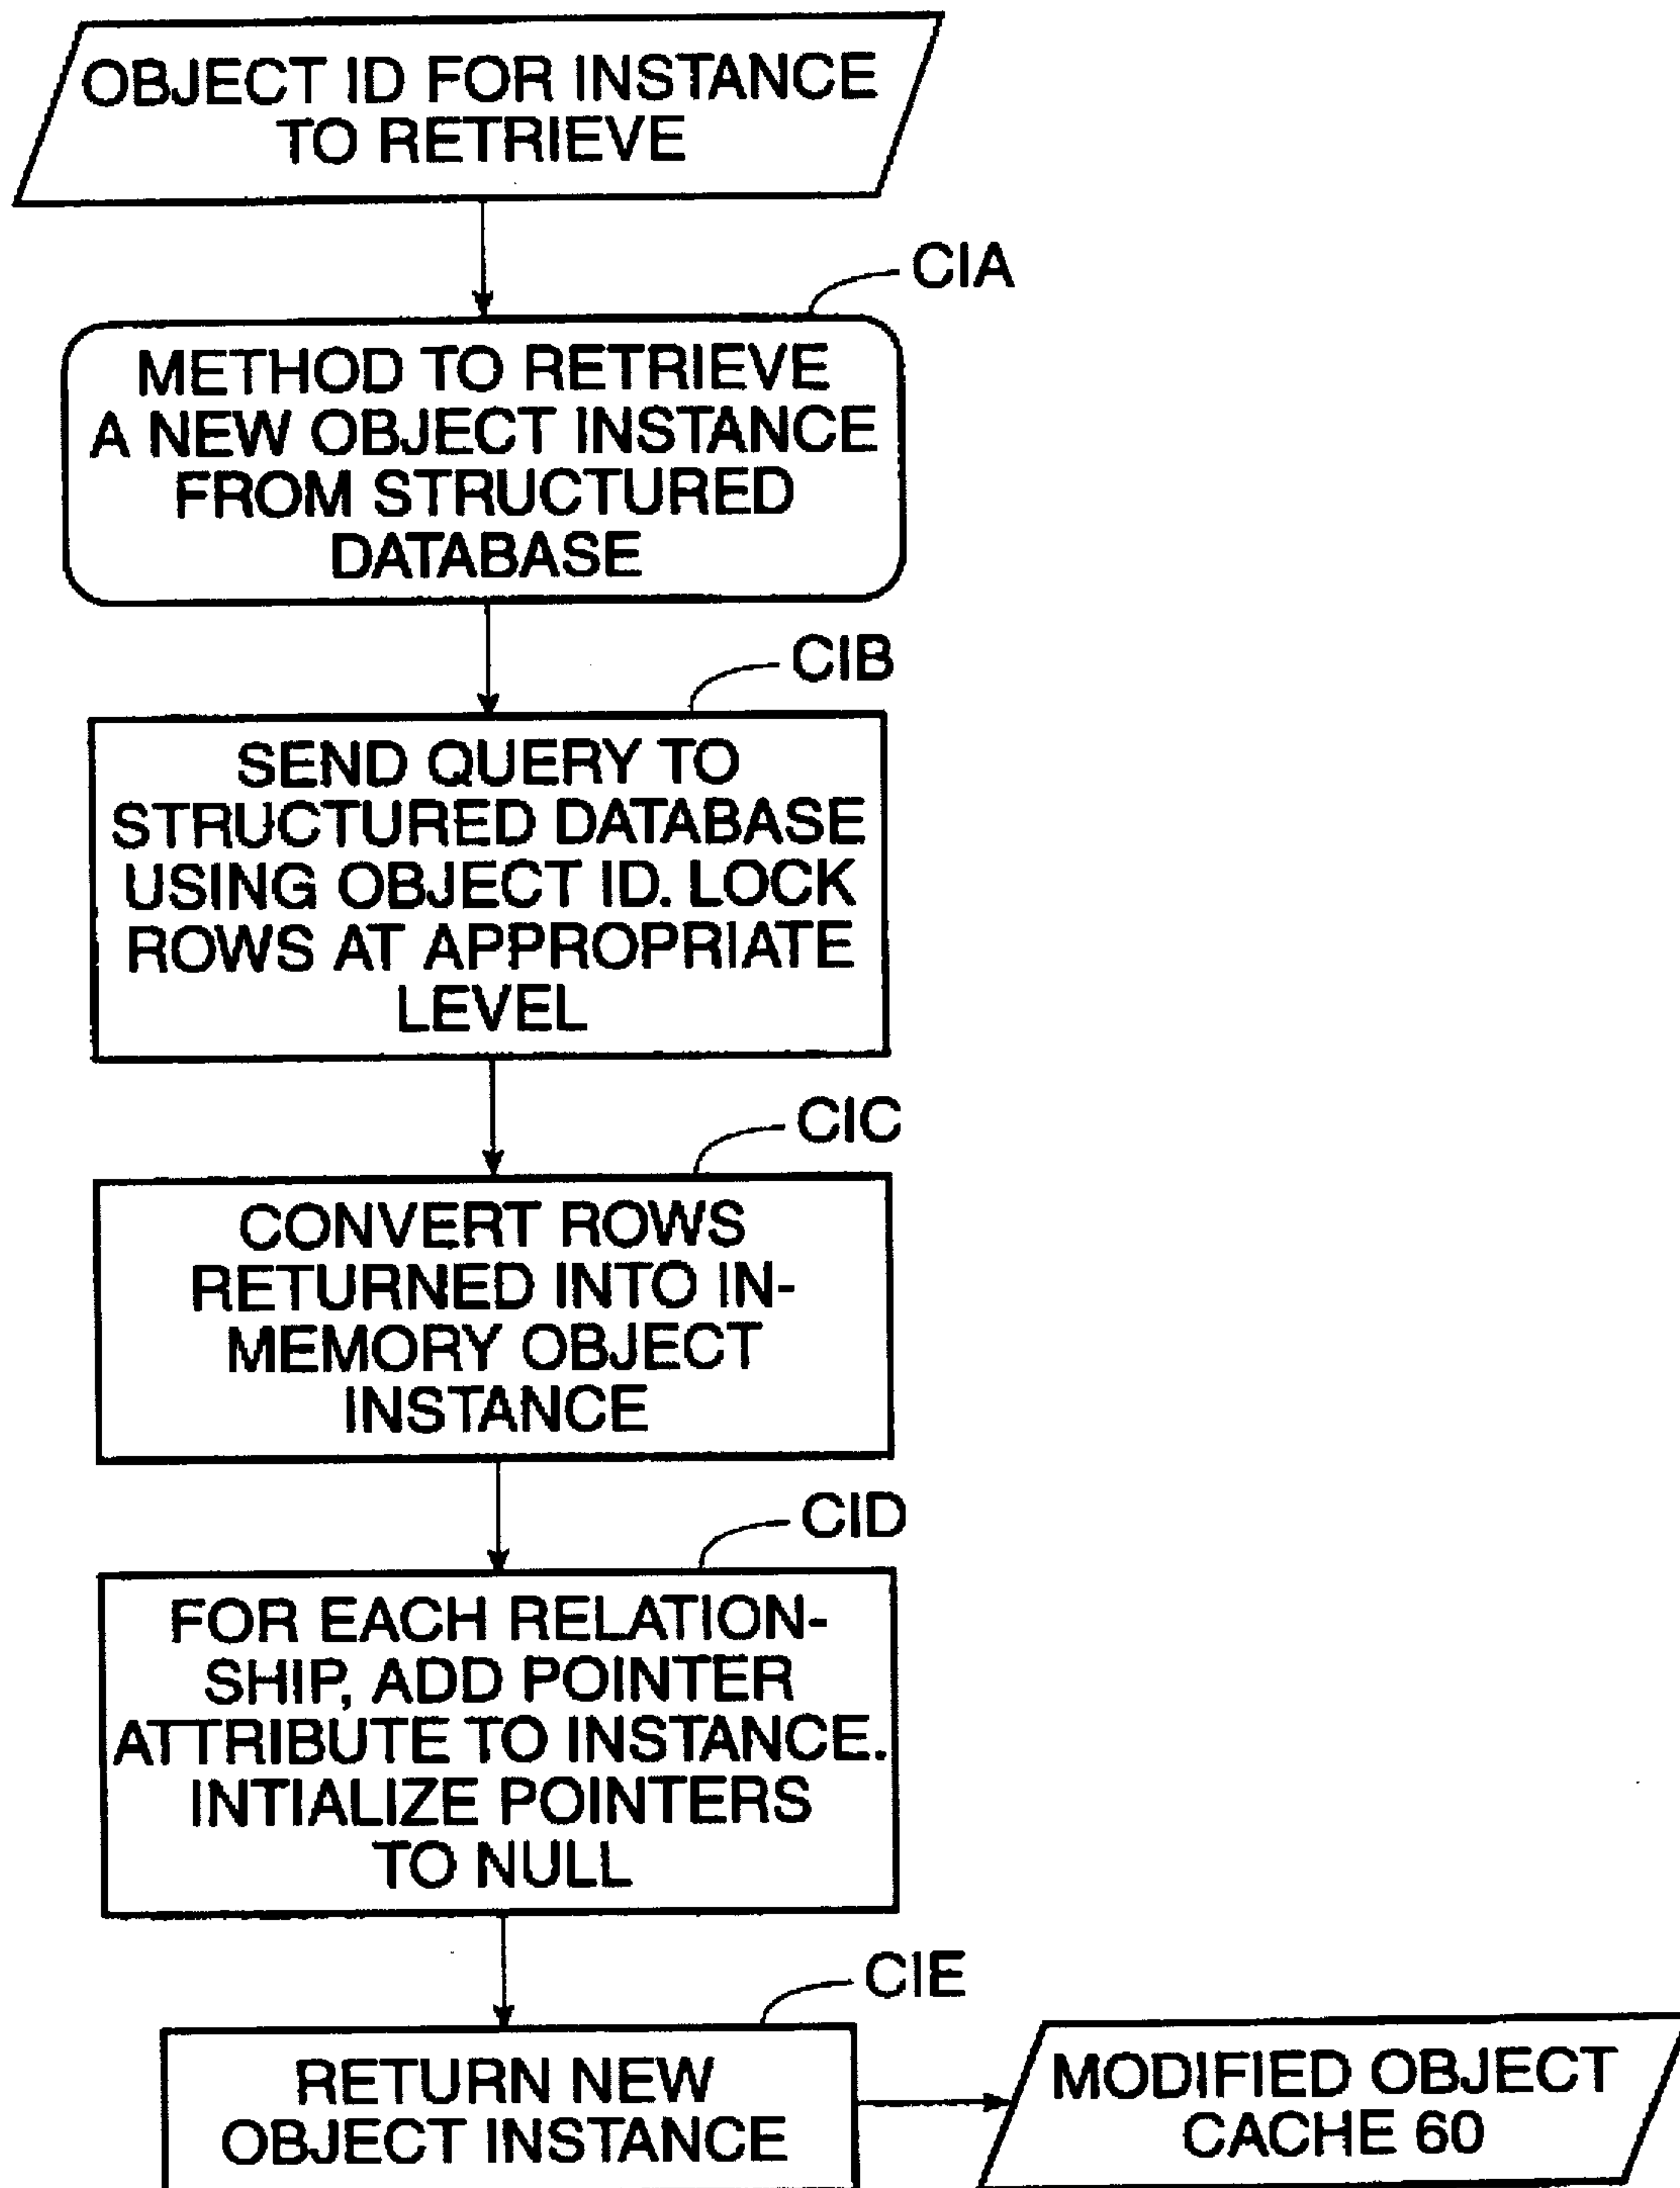 OBJECT ID FOR INSTANCE
TO RETRIEVE
CIA
METHOD TO RETRIEVE
A NEW OBJECT INSTANCE
FROM STRUCTURED
DATABASE
CIB
SEND QUERY TO
STRUCTURED DATABASE
USING OBJECT ID. LOCK
ROWS AT APPROPRIATE
LEVEL
CIC
CONVERT ROWS
RETURNED INTO IN-
MEMORY OBJECT
INSTANCE
CID
FOR EACH RELATION-
SHIP, ADD POINTER
ATTRIBUTE TO INSTANCE.
INTIALIZE POINTERS
TO NULL
CIE
RETURN NEW
OBJECT INSTANCE
MODIFIED OBJECT
CACHE 60